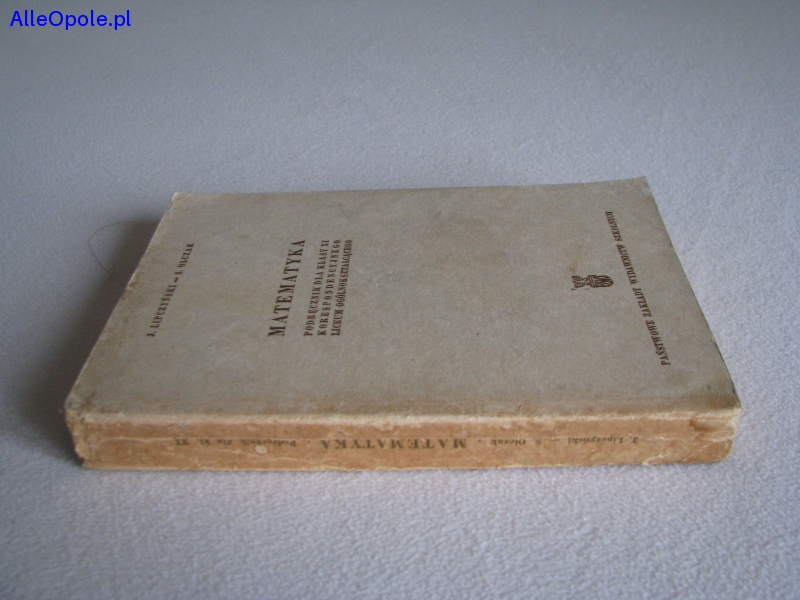 AlleOpole.pl
J. LIPCZYŃSKI – S. OLCZAK
MATEMATYKA
PODRĘCZNIK DLA KLASY XI
KORESPONDENCYJNEGO
LICEUM OGÓLNOKSZTAŁCĄCEGO
PAŃSTWOWE ZAKŁADY WYDAWNICTW SZKOLNYCH
J. Lipczyński – S. Olczak . MATEMATYKA . Podręcznik dla kl. XI